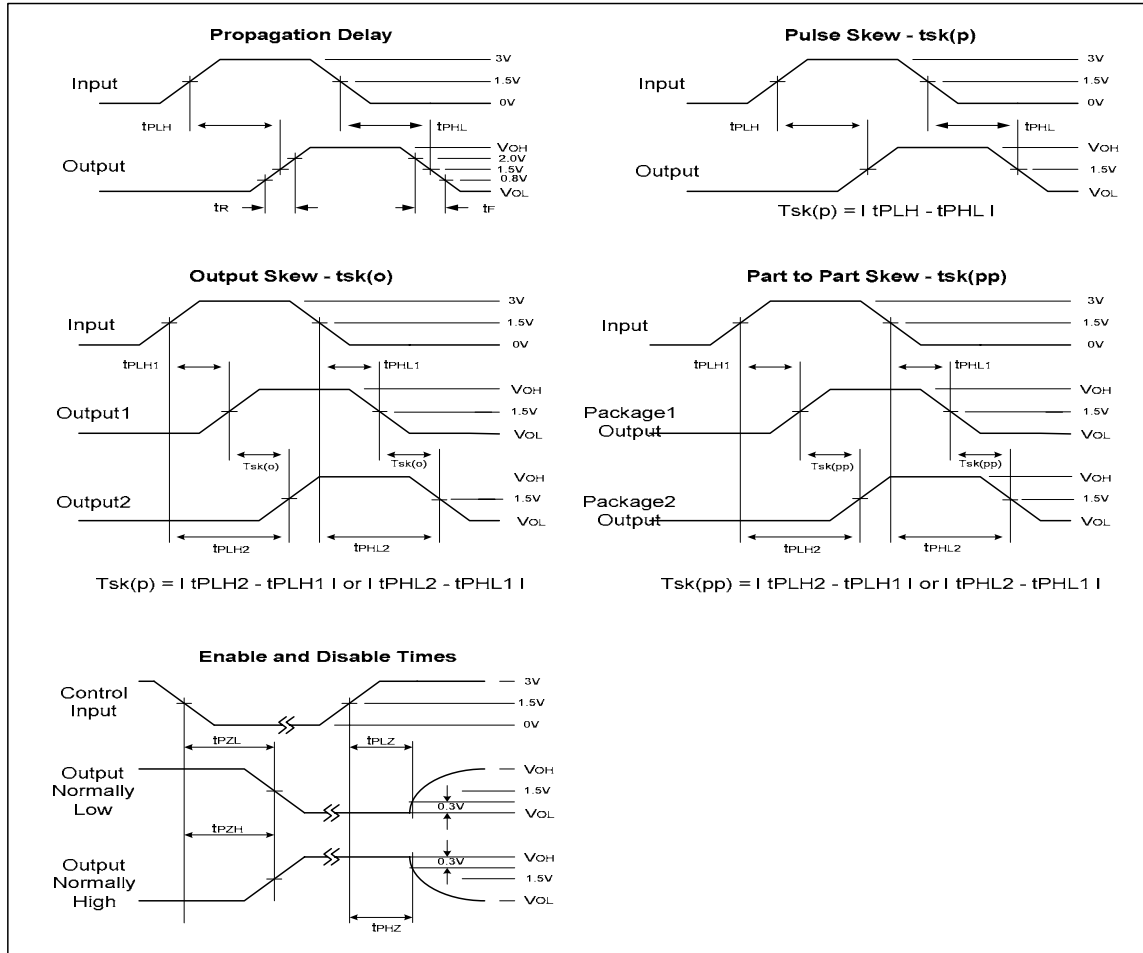 Propagation Delay
Input
3V
1.5V
0V
tPLH
tPHL
Output
VOH
2.0V
1.5V
0.8V
VOL
tR
tF
Pulse Skew - tsk(p)
Input
3V
1.5V
0V
tPLH
tPHL
Output
VOH
1.5V
VOL
Tsk(p) = I tPLH - tPHL I
Output Skew - tsk(o)
Input
3V
1.5V
0V
tPLH1
tPHL1
Output1
VOH
1.5V
VOL
Tsk(o)
Tsk(o)
Output2
VOH
1.5V
VOL
tPLH2
tPHL2
Tsk(p) = I tPLH2 - tPLH1 I or I tPHL2 - tPHL1 I
Part to Part Skew - tsk(pp)
Input
3V
1.5V
0V
tPLH1
tPHL1
Package1
Output
VOH
1.5V
VOL
Tsk(pp)
Tsk(pp)
Package2
Output
VOH
1.5V
VOL
tPLH2
tPHL2
Tsk(pp) = I tPLH2 - tPLH1 I or I tPHL2 - tPHL1 I
Enable and Disable Times
Control
Input
3V
1.5V
0V
tPZL
tPLZ
Output
Normally
Low
VOH
1.5V
0.3V
VOL
tPZH
Output
Normally
High
VOH
0.3V
1.5V
VOL
tPHZ